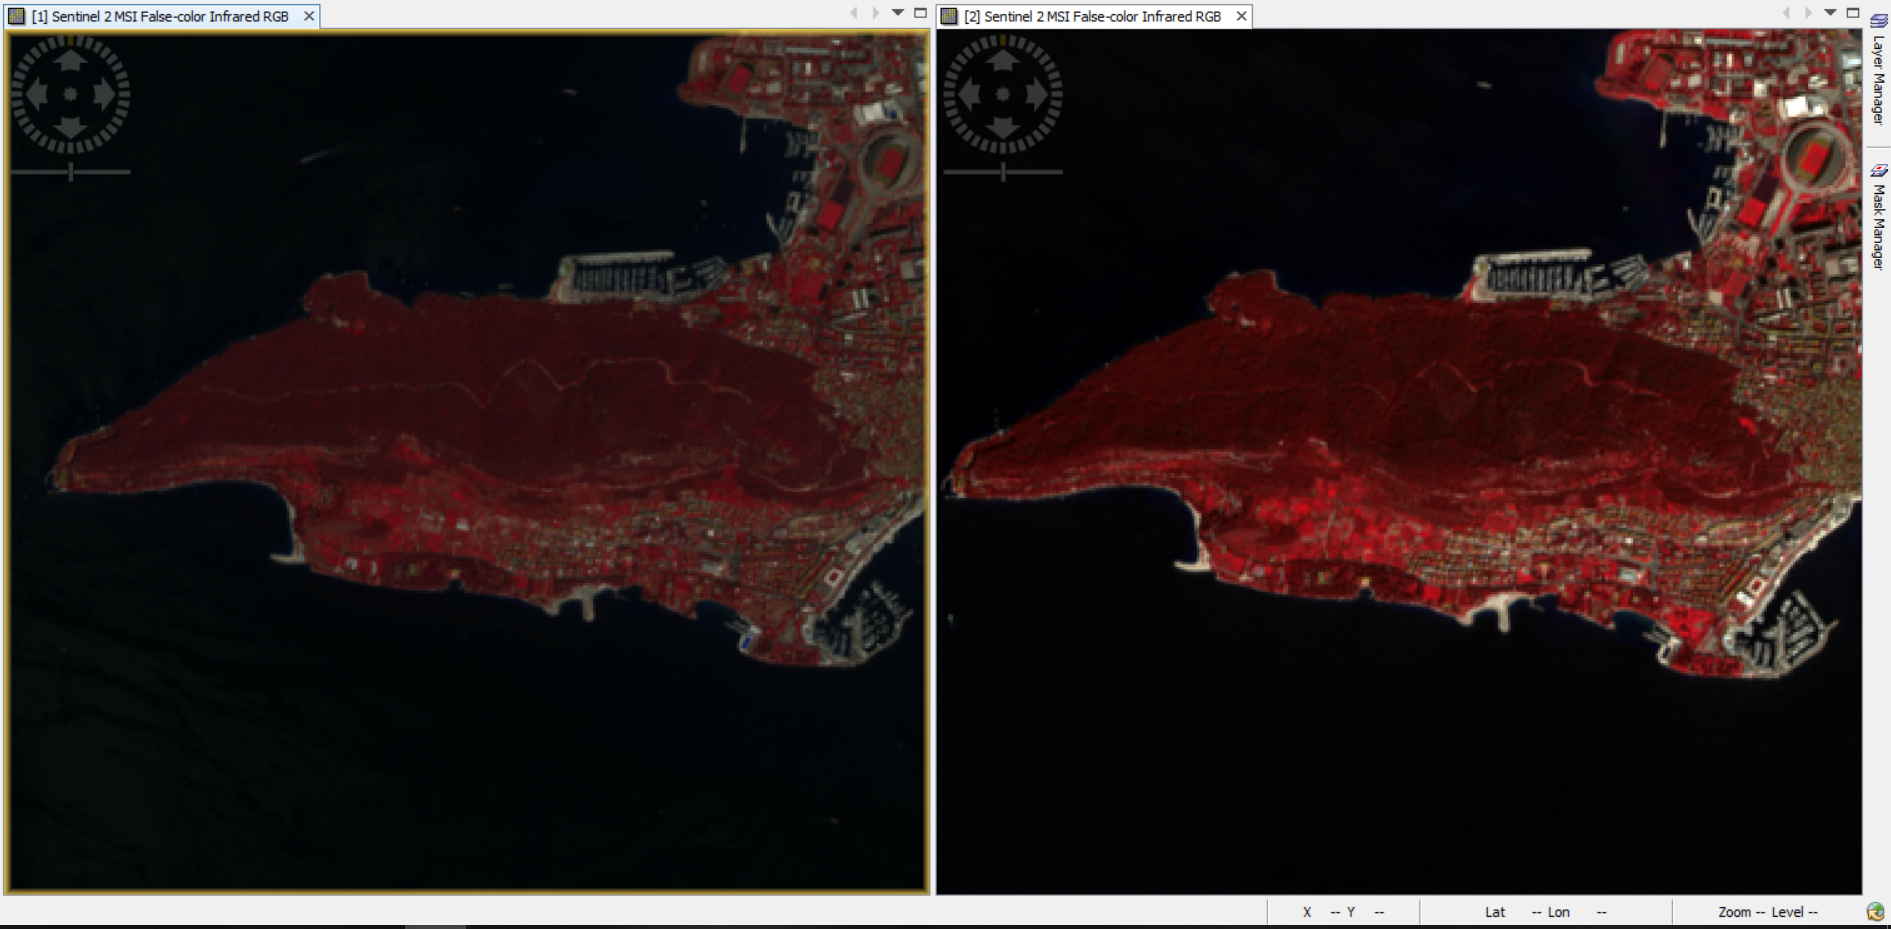 [1] Sentinel 2 MSI False-color Infrared RGB
[2] Sentinel 2 MSI False-color Infrared RGB
Layer Manager
Mask Manager
X -- Y --
Lat -- Lon --
Zoom -- Level --